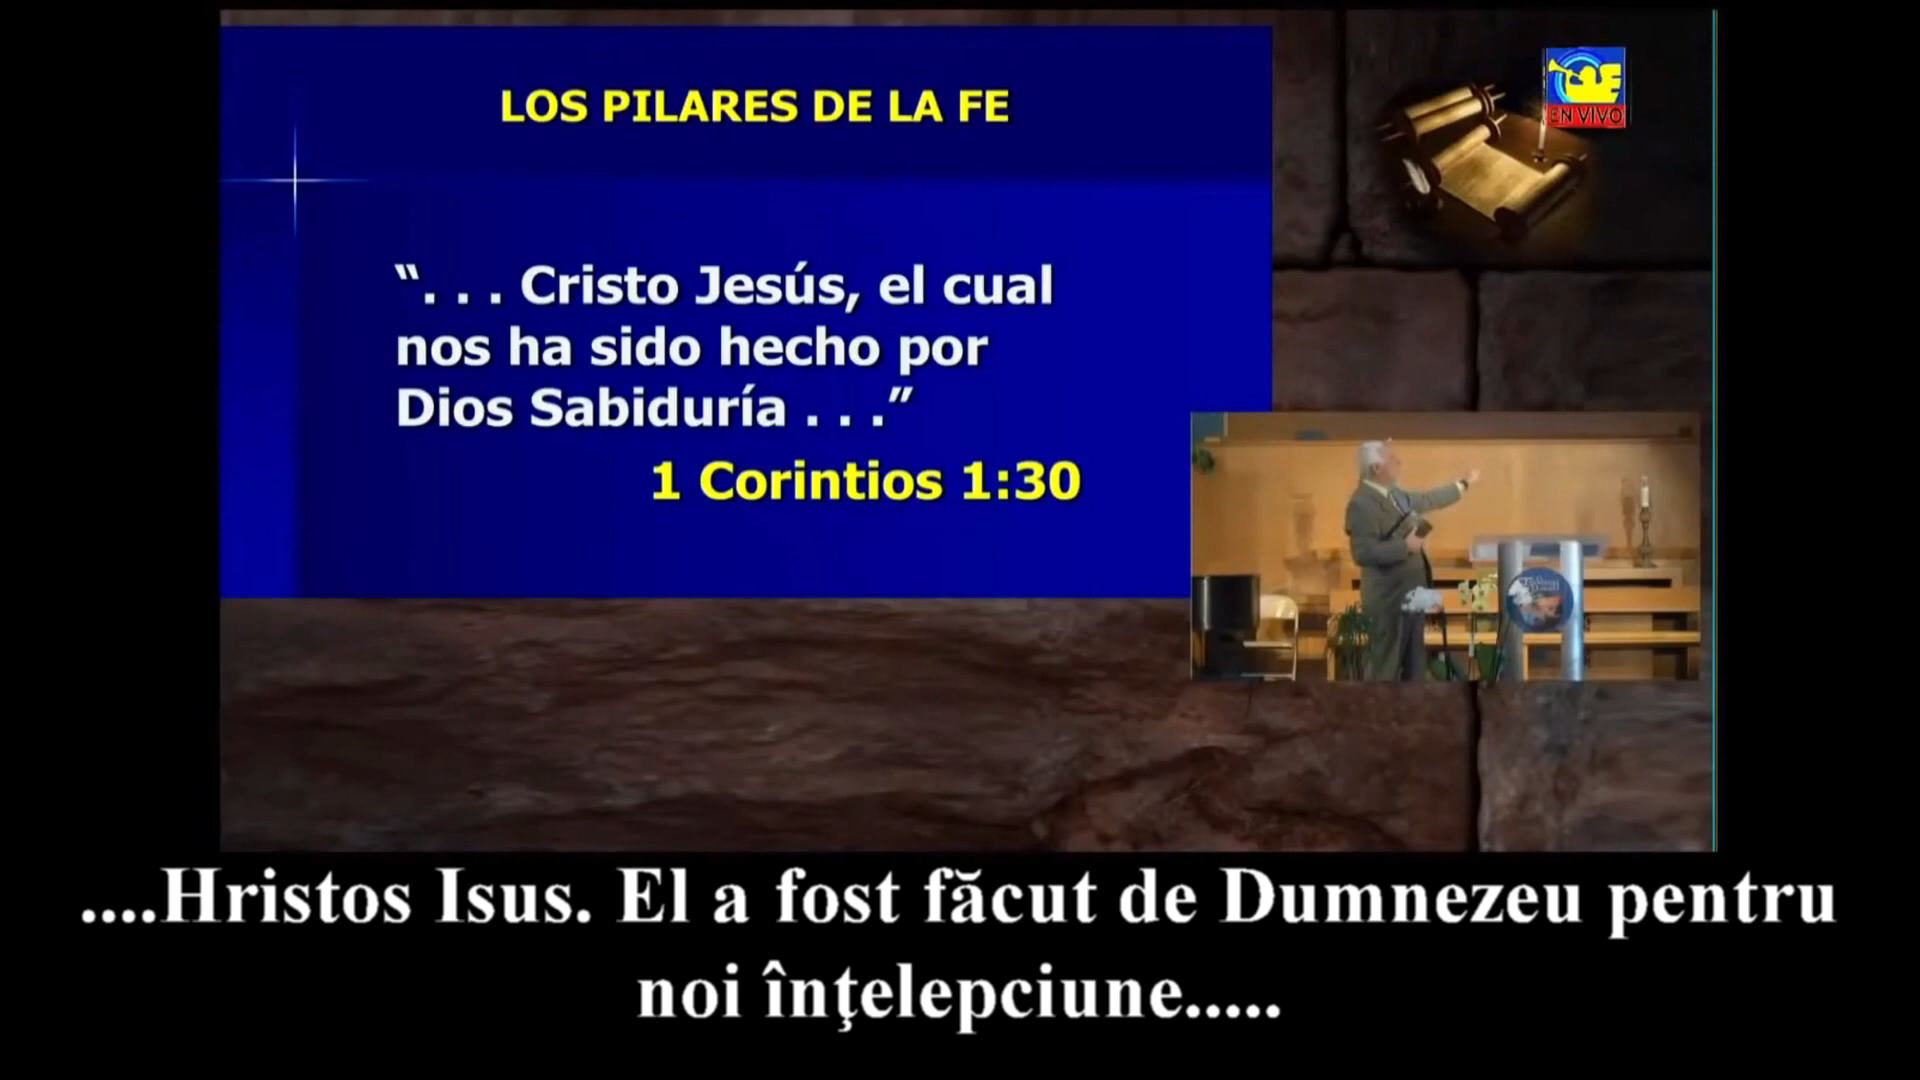 LOS PILARES DE LA FE
EN VIVO
“. . . Cristo Jesús, el cual
nos ha sido hecho por
Dios Sabiduría . . .”
1 Corintios 1:30
....Hristos Isus. El a fost făcut de Dumnezeu pentru
noi înţelepciune.....